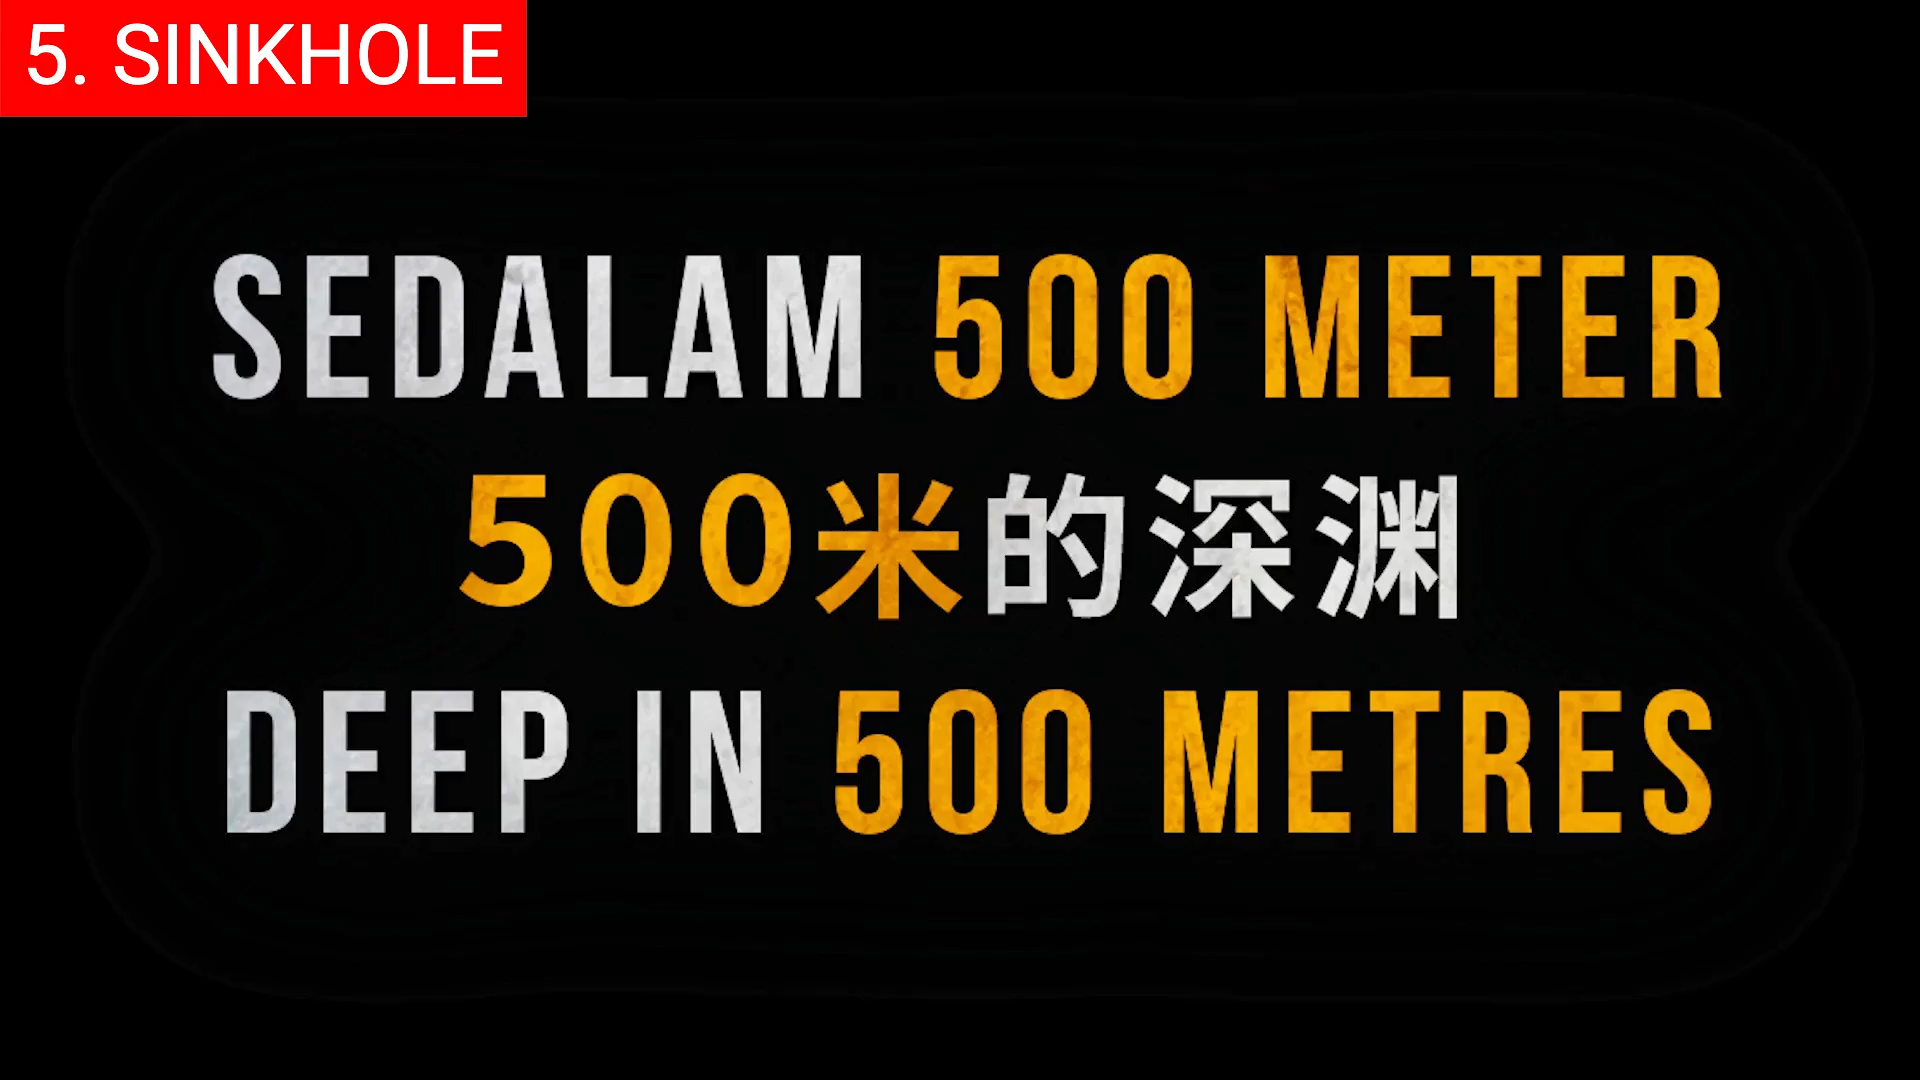 5. SINKHOLE
SEDALAM 500 METER
500米的深渊
DEEP IN 500 METRES